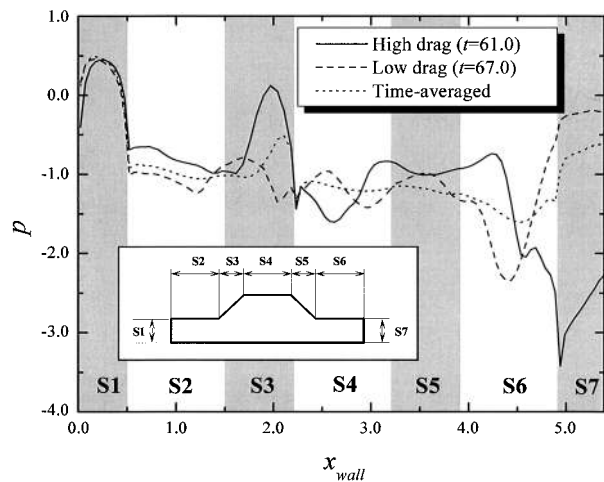 1.0
0.0
-1.0
-2.0
-3.0
-4.0
p
High drag (t=61.0)
Low drag (t=67.0)
Time-averaged
S2 S3 S4 S5 S6
S1 S7
S1 S2 S3 S4 S5 S6 S7
0.0 1.0 2.0 3.0 4.0 5.0
x_wall